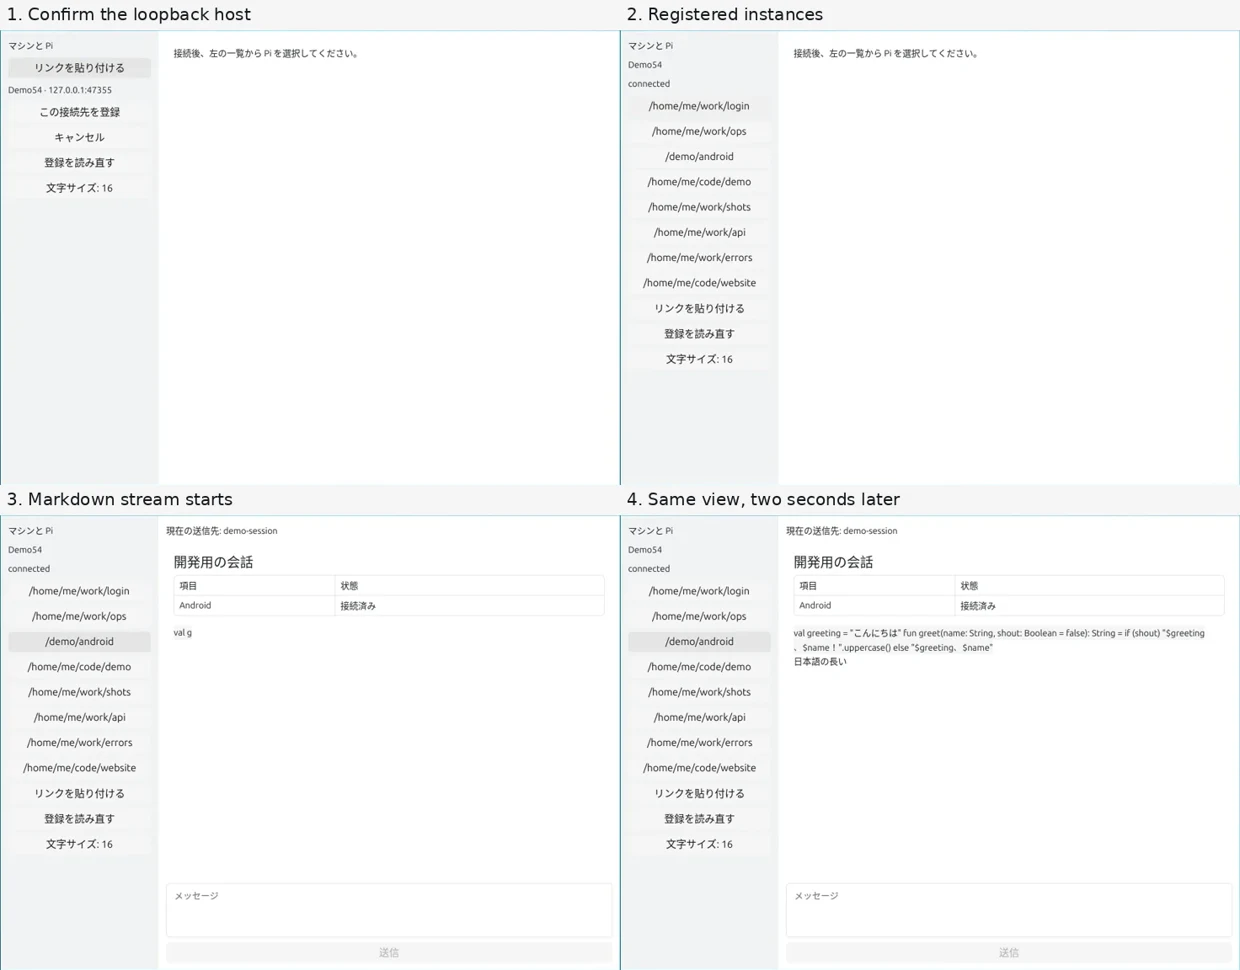 1. Confirm the loopback host
マシンと Pi
リンクを貼り付ける
Demo54 - 127.0.0.1:47355
この接続先を登録
キャンセル
登録を読み直す
文字サイズ: 16
接続後、左の一覧から Pi を選択してください。
2. Registered instances
マシンと Pi
Demo54
connected
/home/me/work/login
/home/me/work/ops
/demo/android
/home/me/code/demo
/home/me/work/shots
/home/me/work/api
/home/me/work/errors
/home/me/code/website
リンクを貼り付ける
登録を読み直す
文字サイズ: 16
接続後、左の一覧から Pi を選択してください。
3. Markdown stream starts
マシンと Pi
Demo54
connected
/home/me/work/login
/home/me/work/ops
/demo/android
/home/me/code/demo
/home/me/work/shots
/home/me/work/api
/home/me/work/errors
/home/me/code/website
リンクを貼り付ける
登録を読み直す
文字サイズ: 16
現在の送信先: demo-session
開発用の会話
項目 状態
Android 接続済み
val g
メッセージ
送信
4. Same view, two seconds later
マシンと Pi
Demo54
connected
/home/me/work/login
/home/me/work/ops
/demo/android
/home/me/code/demo
/home/me/work/shots
/home/me/work/api
/home/me/work/errors
/home/me/code/website
リンクを貼り付ける
登録を読み直す
文字サイズ: 16
現在の送信先: demo-session
開発用の会話
項目 状態
Android 接続済み
val greeting = "こんにちは" fun greet(name: String, shout: Boolean = false): String = if (shout) "$greeting
、$name！".uppercase() else "$greeting、$name"
日本語の長い
メッセージ
送信